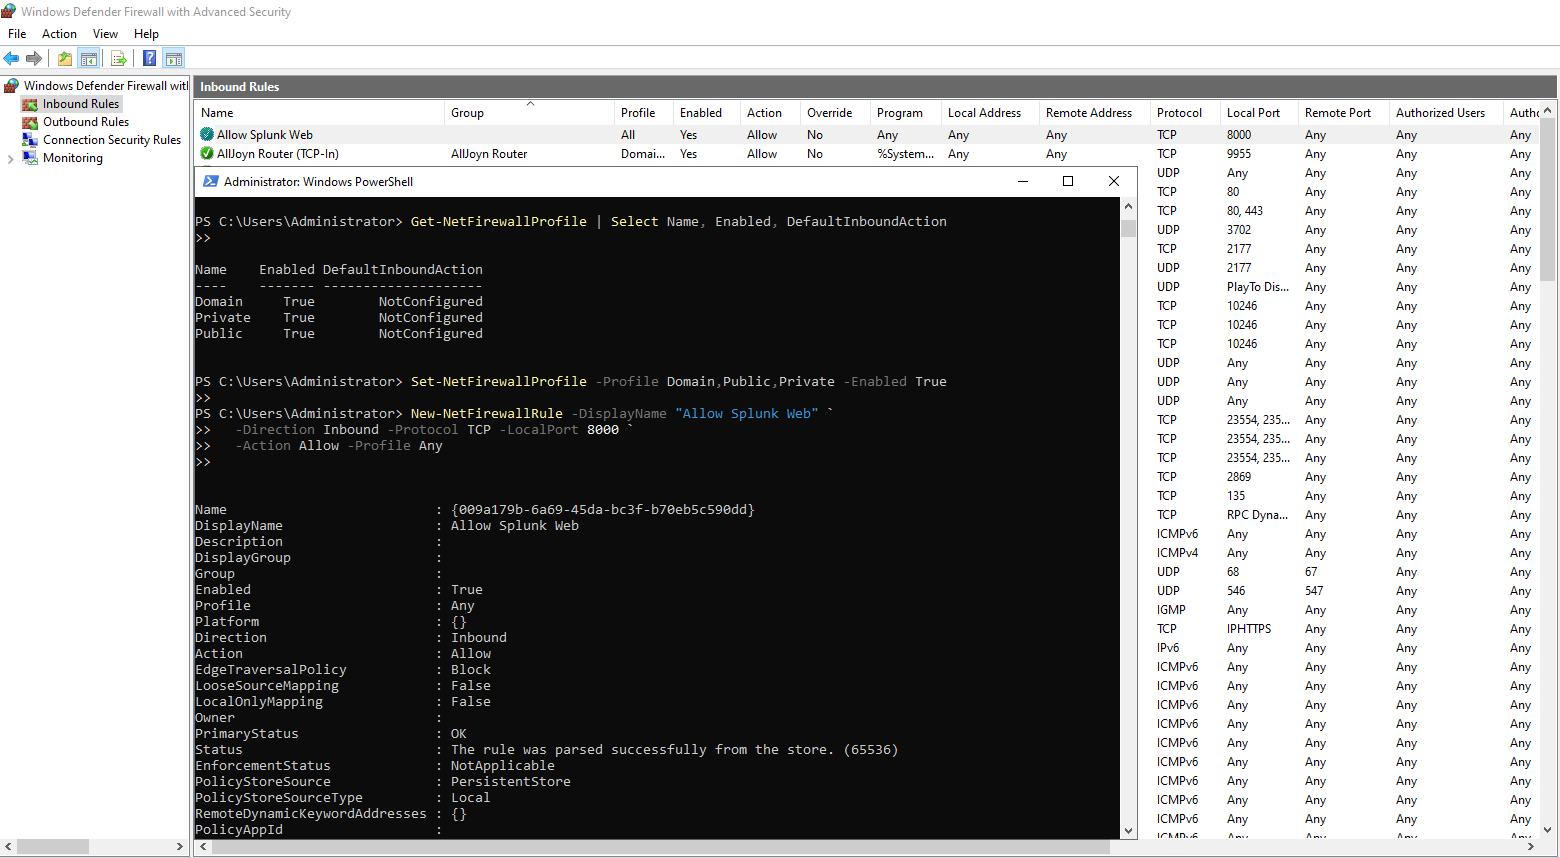 Windows Defender Firewall with Advanced Security
File Action View Help
Windows Defender Firewall wit
Inbound Rules
Outbound Rules
Connection Security Rules
Monitoring
Inbound Rules
Name Group Profile Enabled Action Override Program Local Address Remote Address Protocol Local Port Remote Port Authorized Users Autho
Allow Splunk Web All Yes Allow No Any Any Any TCP 8000 Any Any Any
AllJoyn Router (TCP-In) AllJoyn Router Domai... Yes Allow No %System... Any Any TCP 9955 Any Any Any
UDP Any Any Any Any
TCP 80 Any Any Any
TCP 80, 443 Any Any Any
UDP 3702 Any Any Any
TCP 2177 Any Any Any
UDP 2177 Any Any Any
UDP PlayTo Dis... Any Any Any
TCP 10246 Any Any Any
TCP 10246 Any Any Any
TCP 10246 Any Any Any
UDP Any Any Any Any
UDP Any Any Any Any
UDP Any Any Any Any
TCP 23554, 235... Any Any Any
TCP 23554, 235... Any Any Any
TCP 23554, 235... Any Any Any
TCP 2869 Any Any Any
TCP 135 Any Any Any
TCP RPC Dyna... Any Any Any
ICMPv6 Any Any Any Any
ICMPv4 Any Any Any Any
UDP 68 67 Any Any
UDP 546 547 Any Any
IGMP Any Any Any Any
TCP IPHTTPS Any Any Any
IPv6 Any Any Any Any
ICMPv6 Any Any Any Any
ICMPv6 Any Any Any Any
ICMPv6 Any Any Any Any
ICMPv6 Any Any Any Any
ICMPv6 Any Any Any Any
ICMPv6 Any Any Any Any
ICMPv6 Any Any Any Any
ICMPv6 Any Any Any Any
ICMPv6 Any Any Any Any
ICMPv6 Any Any Any Any
Administrator: Windows PowerShell
PS C:\Users\Administrator> Get-NetFirewallProfile | Select Name, Enabled, DefaultInboundAction
>>
Name Enabled DefaultInboundAction
---- ------- --------------------
Domain True NotConfigured
Private True NotConfigured
Public True NotConfigured
PS C:\Users\Administrator> Set-NetFirewallProfile -Profile Domain,Public,Private -Enabled True
>>
PS C:\Users\Administrator> New-NetFirewallRule -DisplayName "Allow Splunk Web" `
>> -Direction Inbound -Protocol TCP -LocalPort 8000 `
>> -Action Allow -Profile Any
>>
Name : {009a179b-6a69-45da-bc3f-b70eb5c590dd}
DisplayName : Allow Splunk Web
Description :
DisplayGroup :
Group :
Enabled : True
Profile : Any
Platform : {}
Direction : Inbound
Action : Allow
EdgeTraversalPolicy : Block
LooseSourceMapping : False
LocalOnlyMapping : False
Owner :
PrimaryStatus : OK
Status : The rule was parsed successfully from the store. (65536)
EnforcementStatus : NotApplicable
PolicyStoreSource : PersistentStore
PolicyStoreSourceType : Local
RemoteDynamicKeywordAddresses : {}
PolicyAppId :